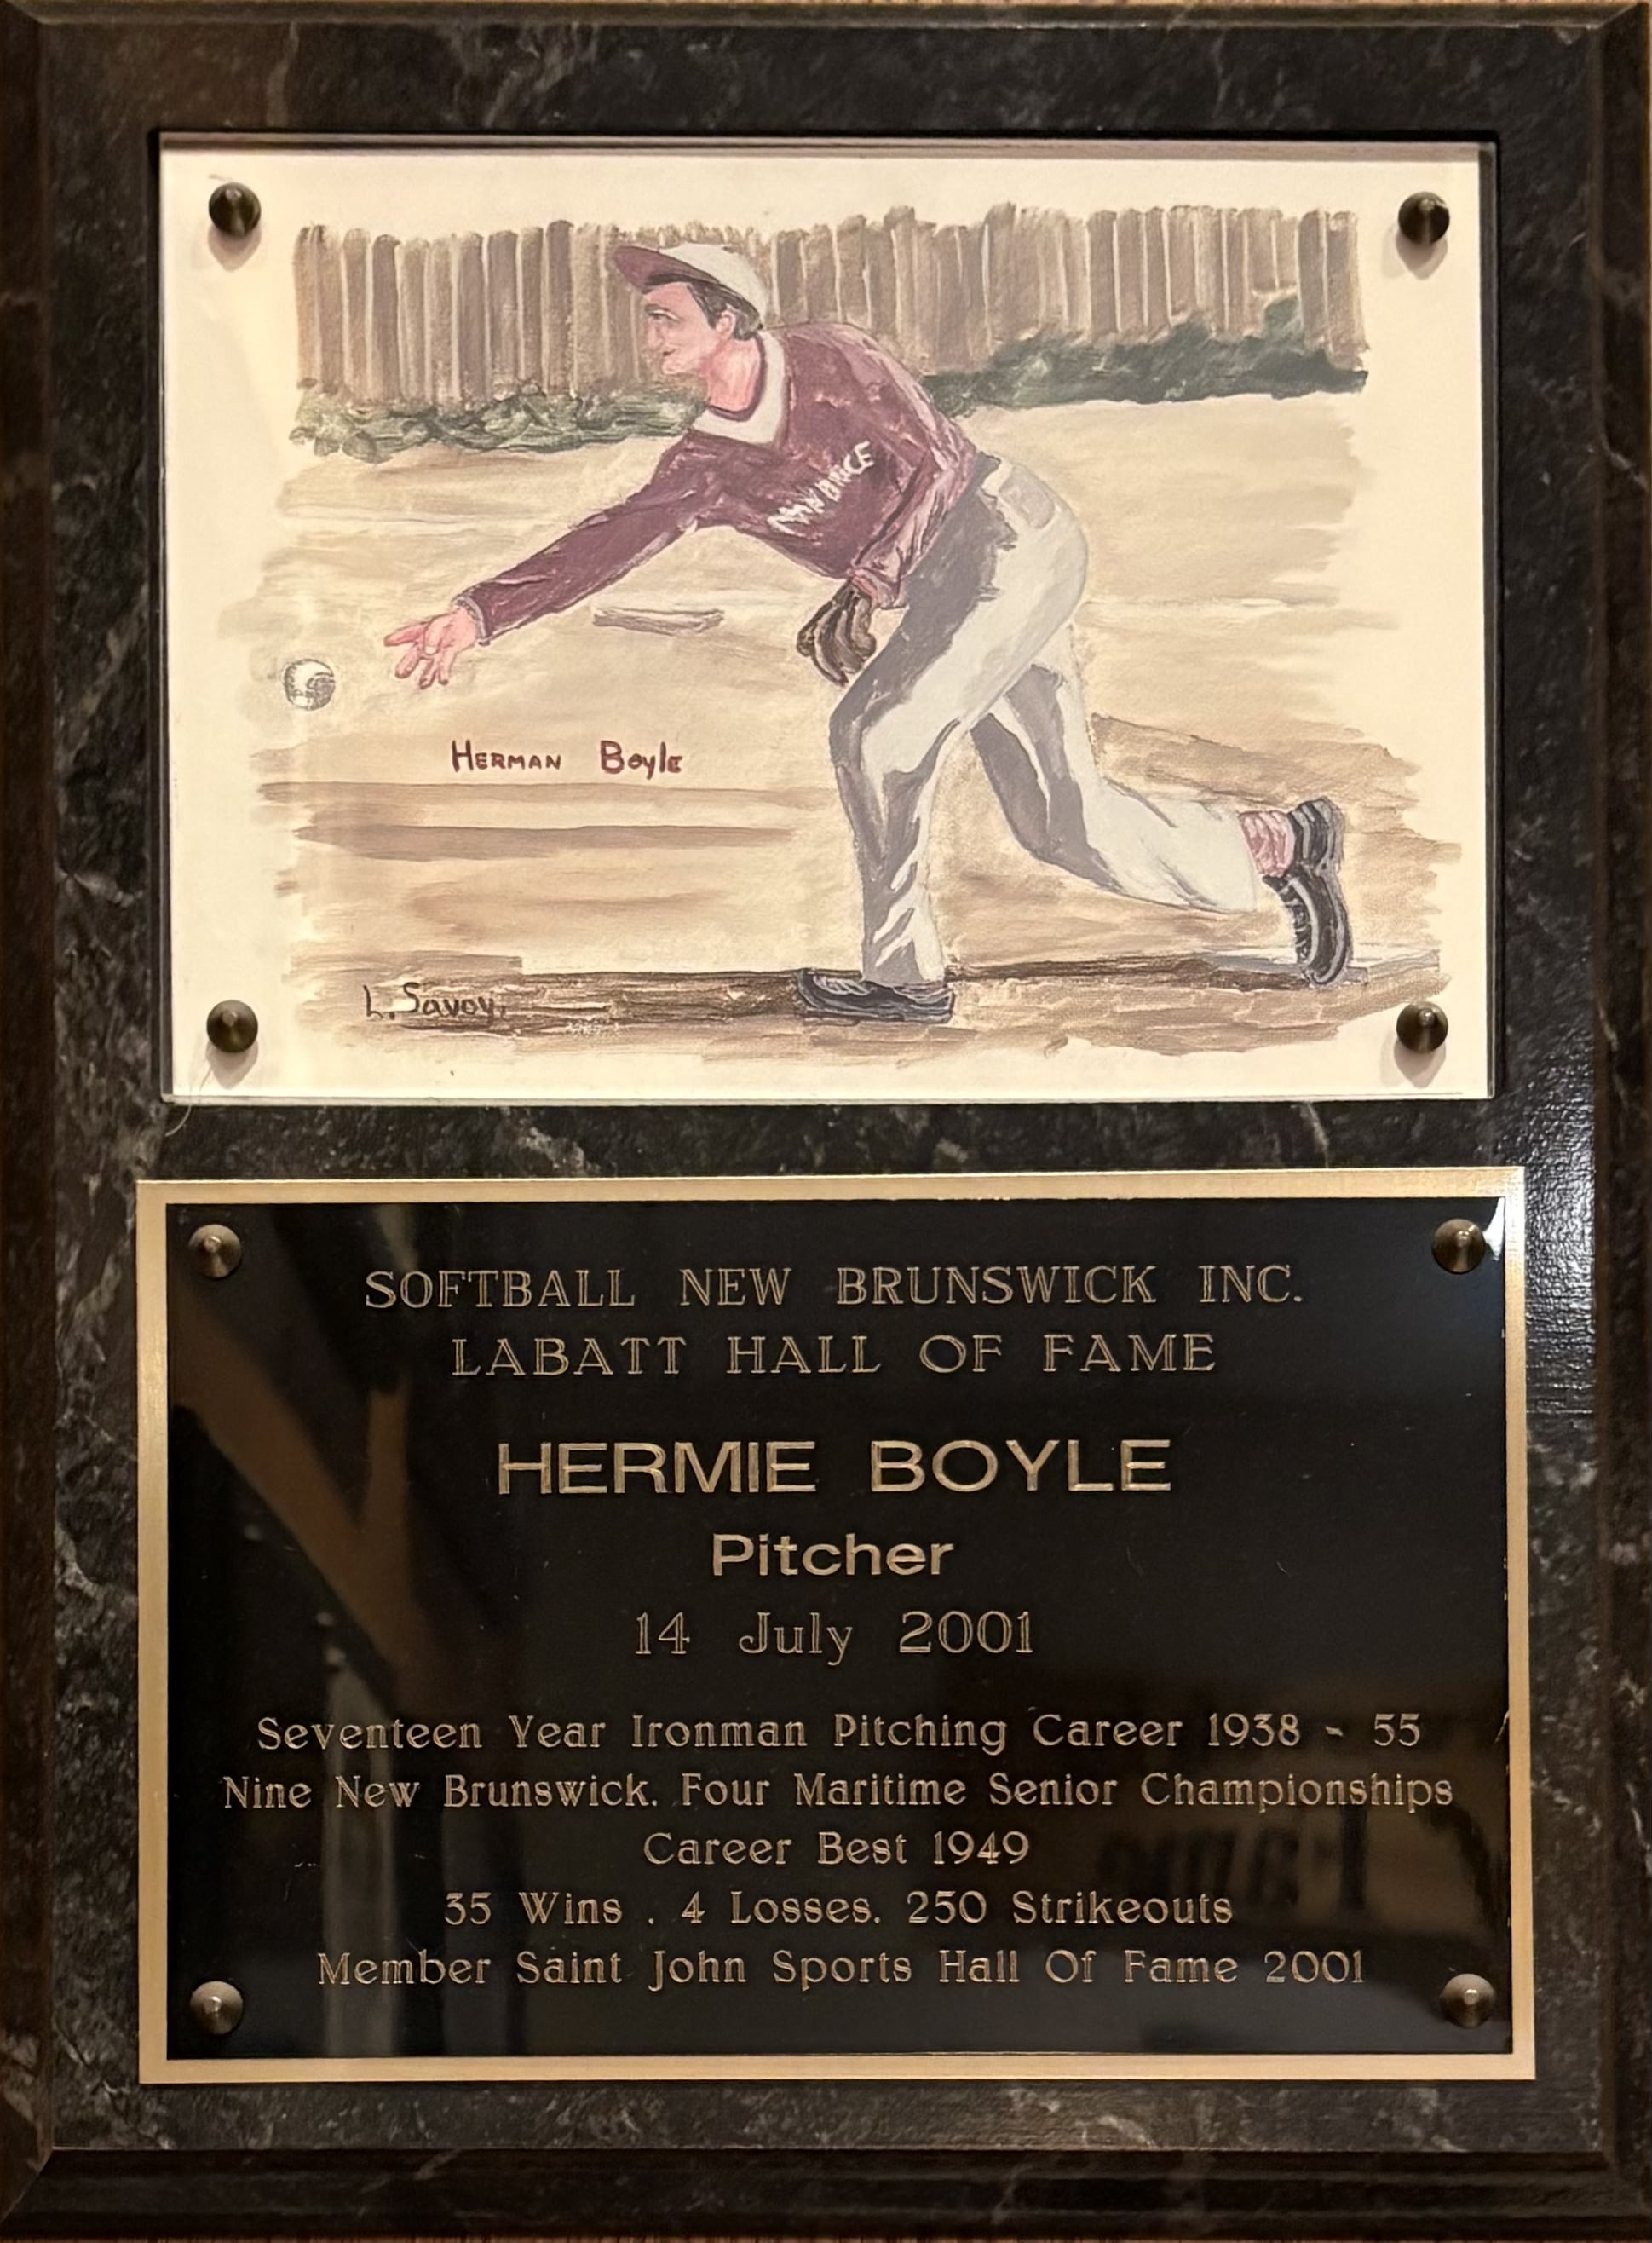 HERMAN Boyle
L. Savoy.
SOFTBALL NEW BRUNSWICK INC.
LABATT HALL OF FAME
HERMIE BOYLE
Pitcher
14 July 2001
Seventeen Year Ironman Pitching Career 1938 - 55
Nine New Brunswick. Four Maritime Senior Championships
Career Best 1949
35 Wins . 4 Losses. 250 Strikeouts
Member Saint John Sports Hall Of Fame 2001